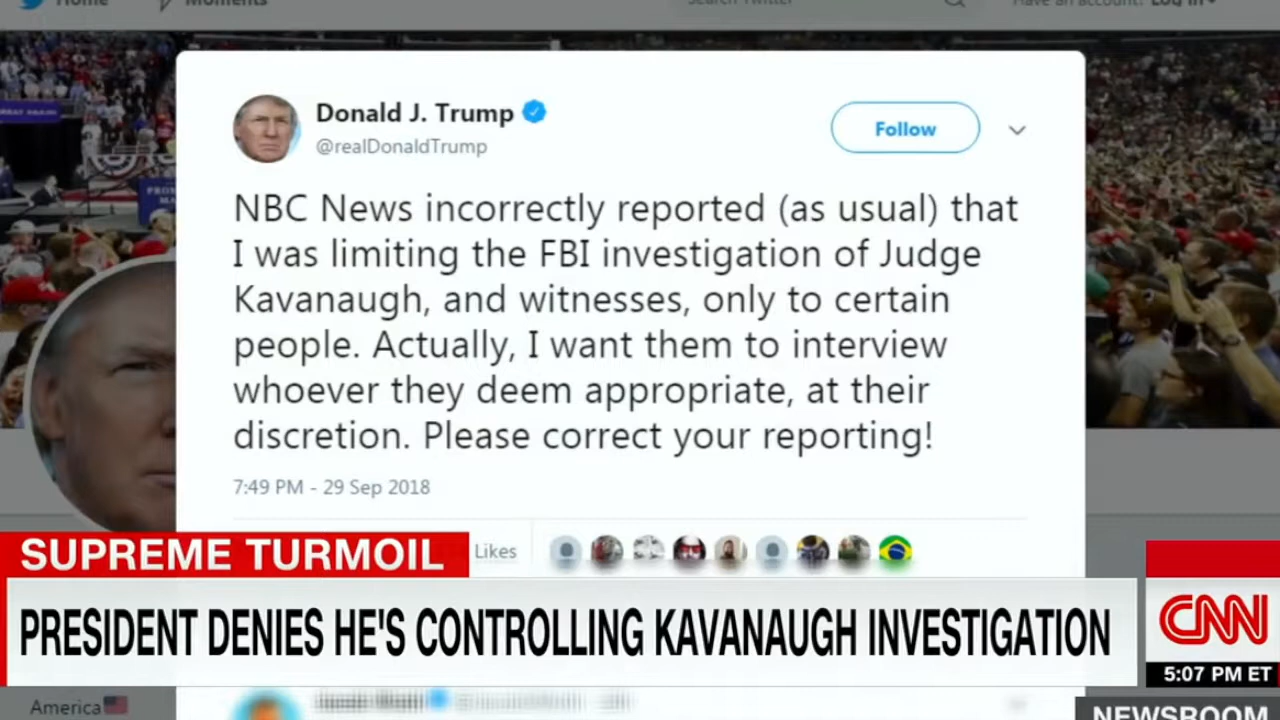 Home
Moments
Search Twitter
Have an account? Log in
Donald J. Trump
@realDonaldTrump
Follow
NBC News incorrectly reported (as usual) that
I was limiting the FBI investigation of Judge
Kavanaugh, and witnesses, only to certain
people. Actually, I want them to interview
whoever they deem appropriate, at their
discretion. Please correct your reporting!
7:49 PM - 29 Sep 2018
Likes
SUPREME TURMOIL
PRESIDENT DENIES HE'S CONTROLLING KAVANAUGH INVESTIGATION
CNN
5:07 PM ET
America
NEWSROOM